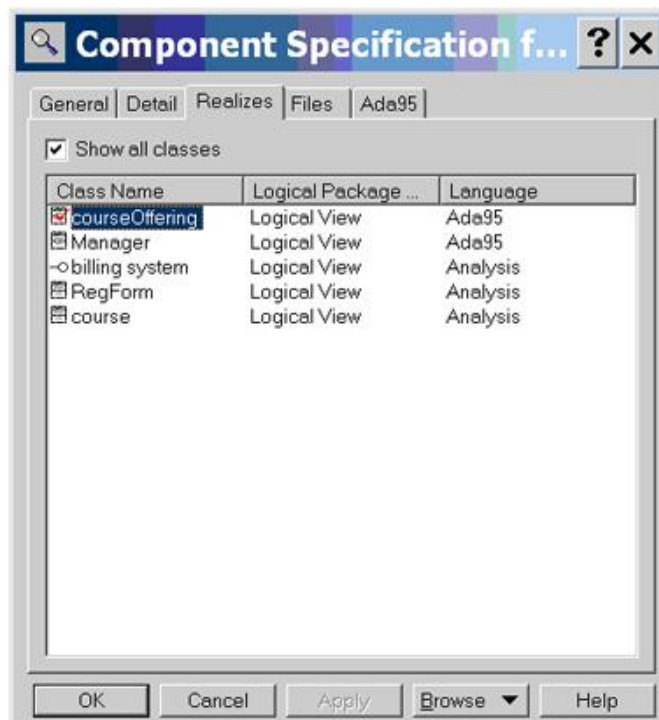 Component Specification f... ? ×
General Detail Realizes Files Ada95
Show all classes
Class Name Logical Package ... Language
courseOffering Logical View Ada95
Manager Logical View Ada95
billing system Logical View Analysis
RegForm Logical View Analysis
course Logical View Analysis
OK Cancel Apply Browse Help